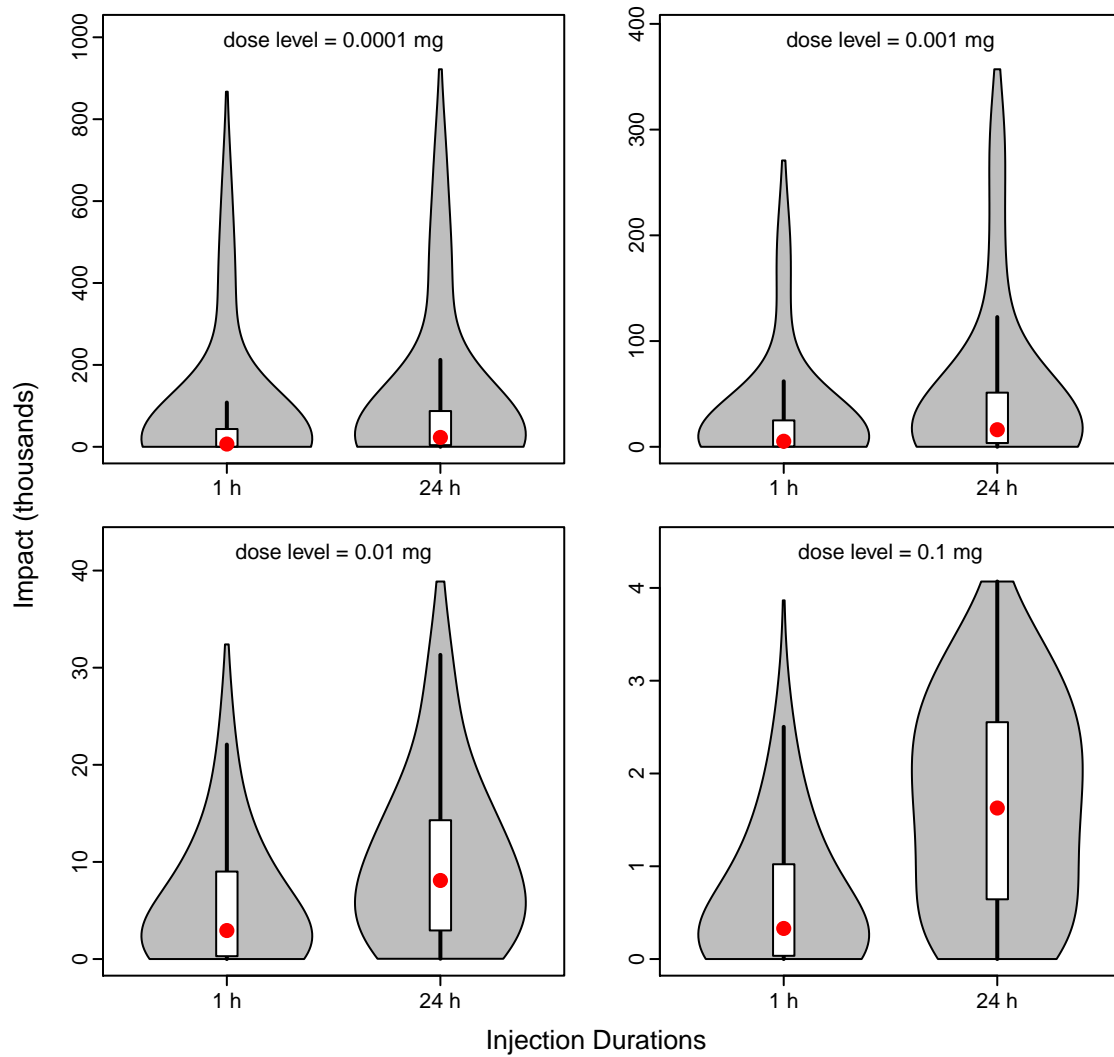 dose level = 0.0001 mg
1000
800
600
400
200
0
1 h
24 h
dose level = 0.001 mg
400
300
200
100
0
1 h
24 h
Impact (thousands)
dose level = 0.01 mg
40
30
20
10
0
1 h
24 h
dose level = 0.1 mg
4
3
2
1
0
1 h
24 h
Injection Durations